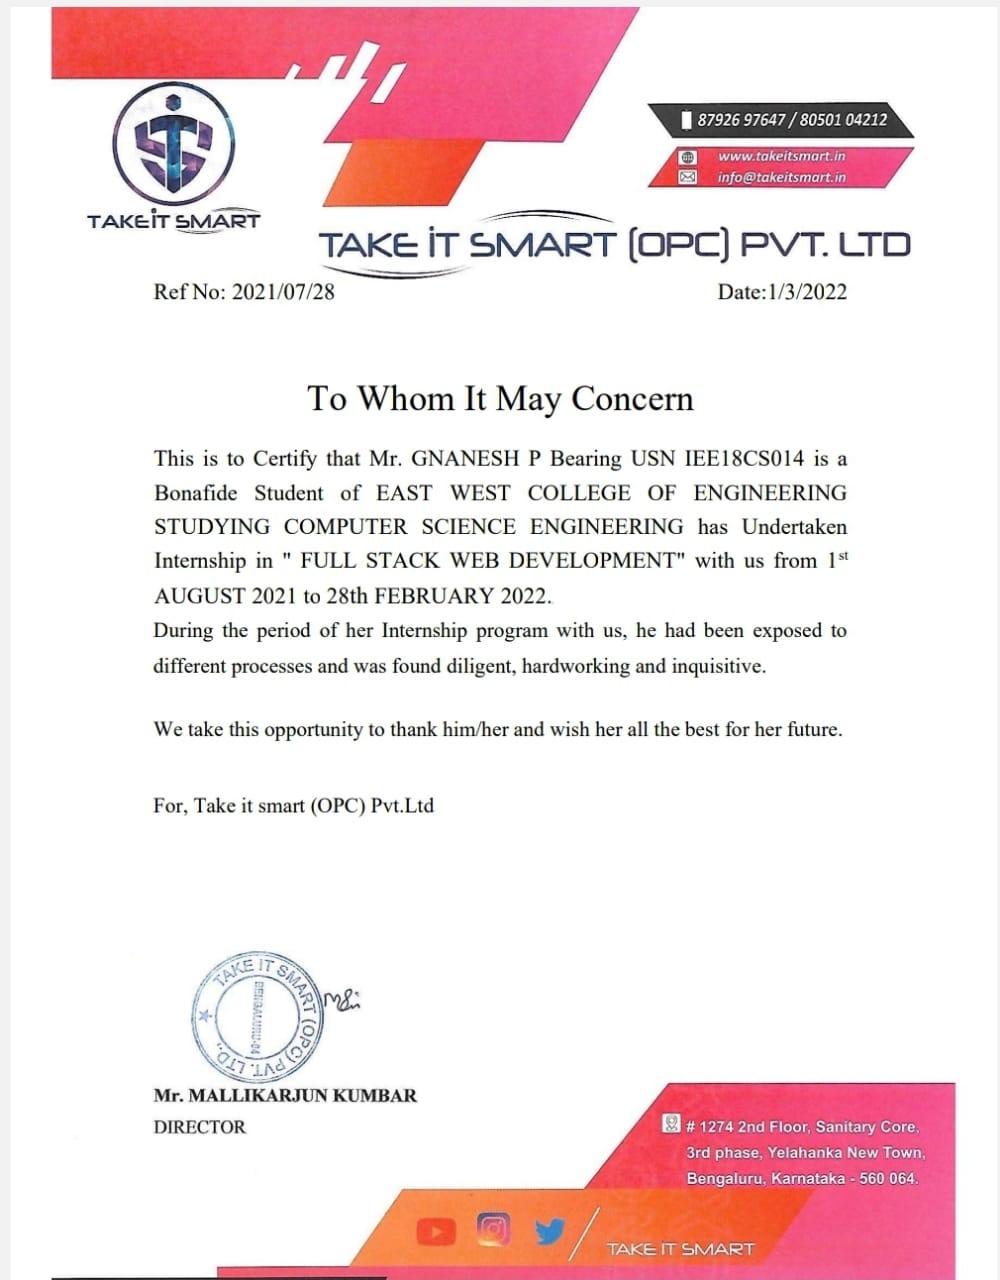 87926 97647 / 80501 04212
www.takeitsmart.in
info@takeitsmart.in
TAKEiT SMART
TAKE iT SMART (OPC) PVT. LTD
Ref No: 2021/07/28 Date:1/3/2022
To Whom It May Concern
This is to Certify that Mr. GNANESH P Bearing USN IEE18CS014 is a
Bonafide Student of EAST WEST COLLEGE OF ENGINEERING
STUDYING COMPUTER SCIENCE ENGINEERING has Undertaken
Internship in " FULL STACK WEB DEVELOPMENT" with us from 1st
AUGUST 2021 to 28th FEBRUARY 2022.
During the period of her Internship program with us, he had been exposed to
different processes and was found diligent, hardworking and inquisitive.
We take this opportunity to thank him/her and wish her all the best for her future.
For, Take it smart (OPC) Pvt.Ltd
TAKE IT SMART (OPC) PVT. LTD.,
BENGALURU-64
Mr. MALLIKARJUN KUMBAR
DIRECTOR
# 1274 2nd Floor, Sanitary Core,
3rd phase, Yelahanka New Town,
Bengaluru, Karnataka - 560 064.
TAKE iT SMART